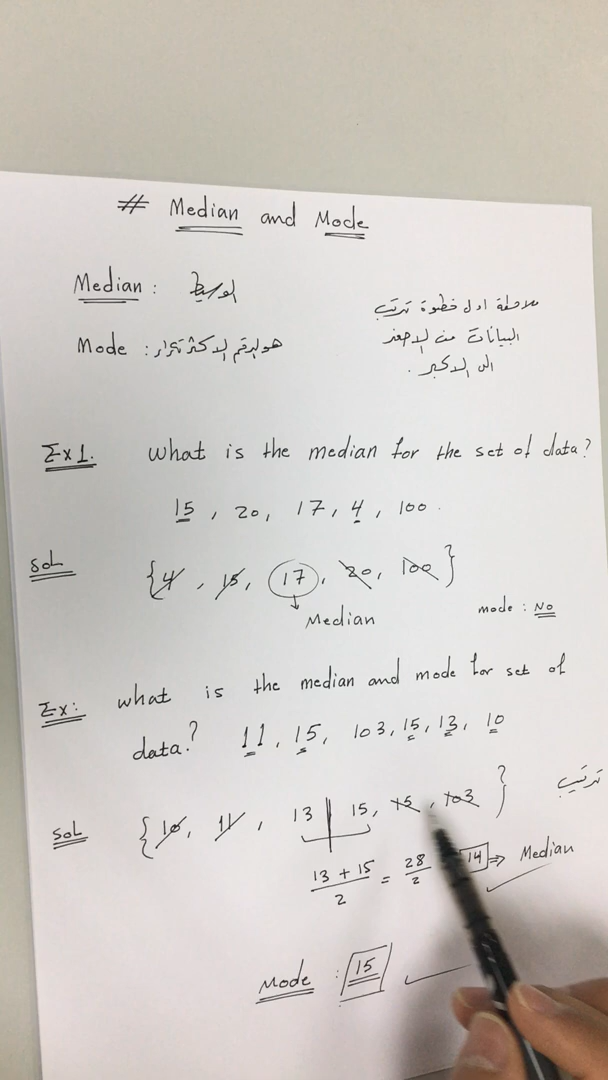 # Median and Mode
Median : الوسيط
Mode : هو الرقم الاكثر تكرار
ملاحظة اول خطوة ترتيب
البيانات من الاصغر
الى الاكبر .
Ex1. What is the median for the set of data?
15 , 20 , 17 , 4 , 100 .
Sol {4 , 15 , 17 , 20 , 100}
Median
mode : No
Ex: what is the median and mode for set of
data? 11 , 15 , 103 , 15 , 13 , 10
ترتيب
Sol {10 , 11 , 13 | 15 , 15 , 103}
13 + 15 / 2 = 28 / 2 14 ⇒ Median
Mode : 15